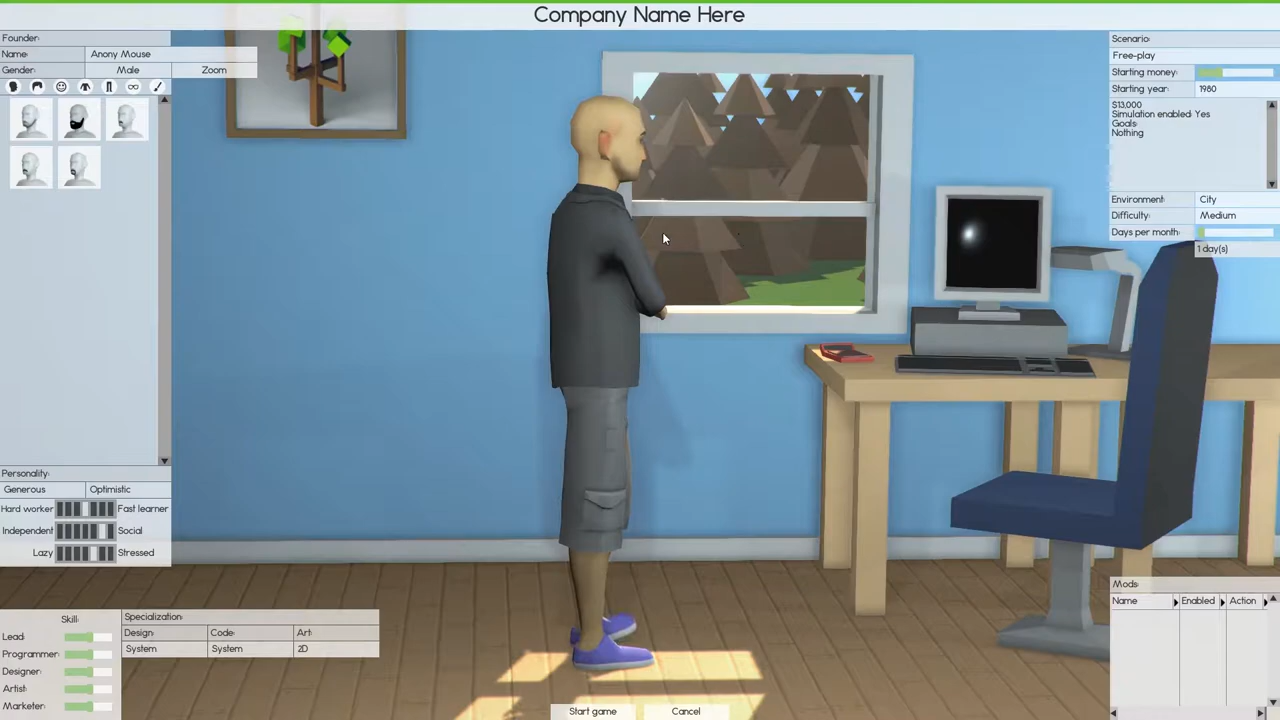 Company Name Here
Founder:
Name: Anony Mouse
Gender: Male Zoom
Personality:
Generous Optimistic
Hard worker Fast learner
Independent Social
Lazy Stressed
Skill:
Lead:
Programmer:
Designer:
Artist:
Marketer:
Specialization:
Design: Code: Art:
System System 2D
Start game Cancel
Scenario:
Free-play
Starting money:
Starting year: 1980
$13,000
Simulation enabled: Yes
Goals:
Nothing
Environment: City
Difficulty: Medium
Days per month:
1 day(s)
Mods:
Name Enabled Action